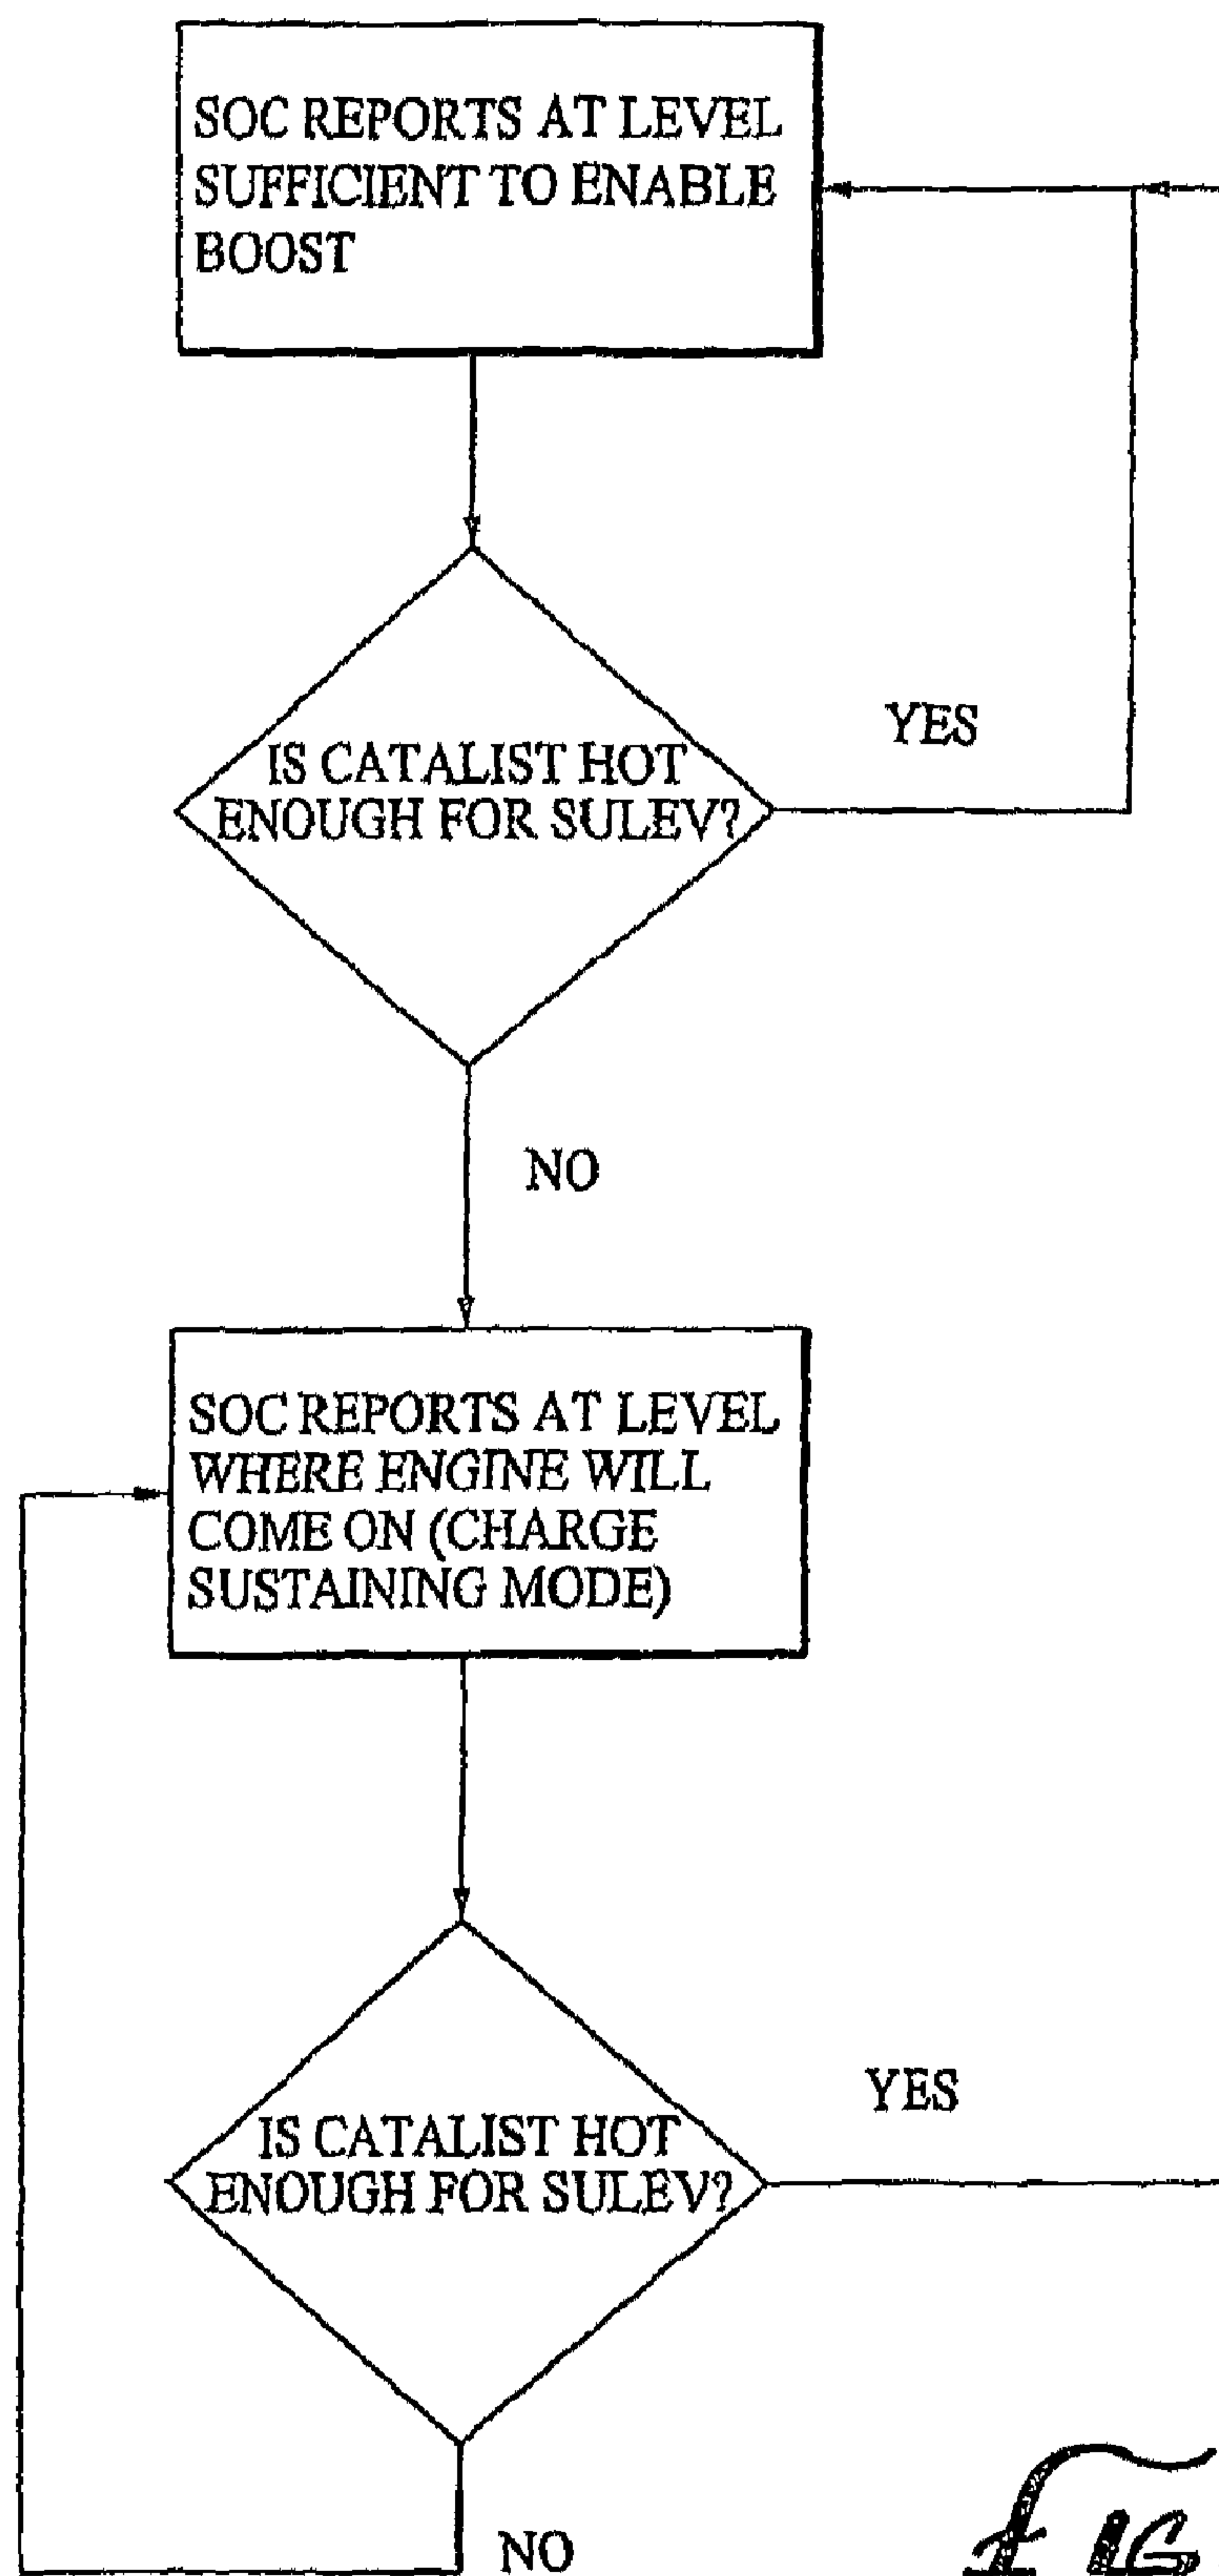 SOC REPORTS AT LEVEL
SUFFICIENT TO ENABLE
BOOST
IS CATALIST HOT
ENOUGH FOR SULEV?
YES
NO
SOC REPORTS AT LEVEL
WHERE ENGINE WILL
COME ON (CHARGE
SUSTAINING MODE)
IS CATALIST HOT
ENOUGH FOR SULEV?
YES
NO
FIG